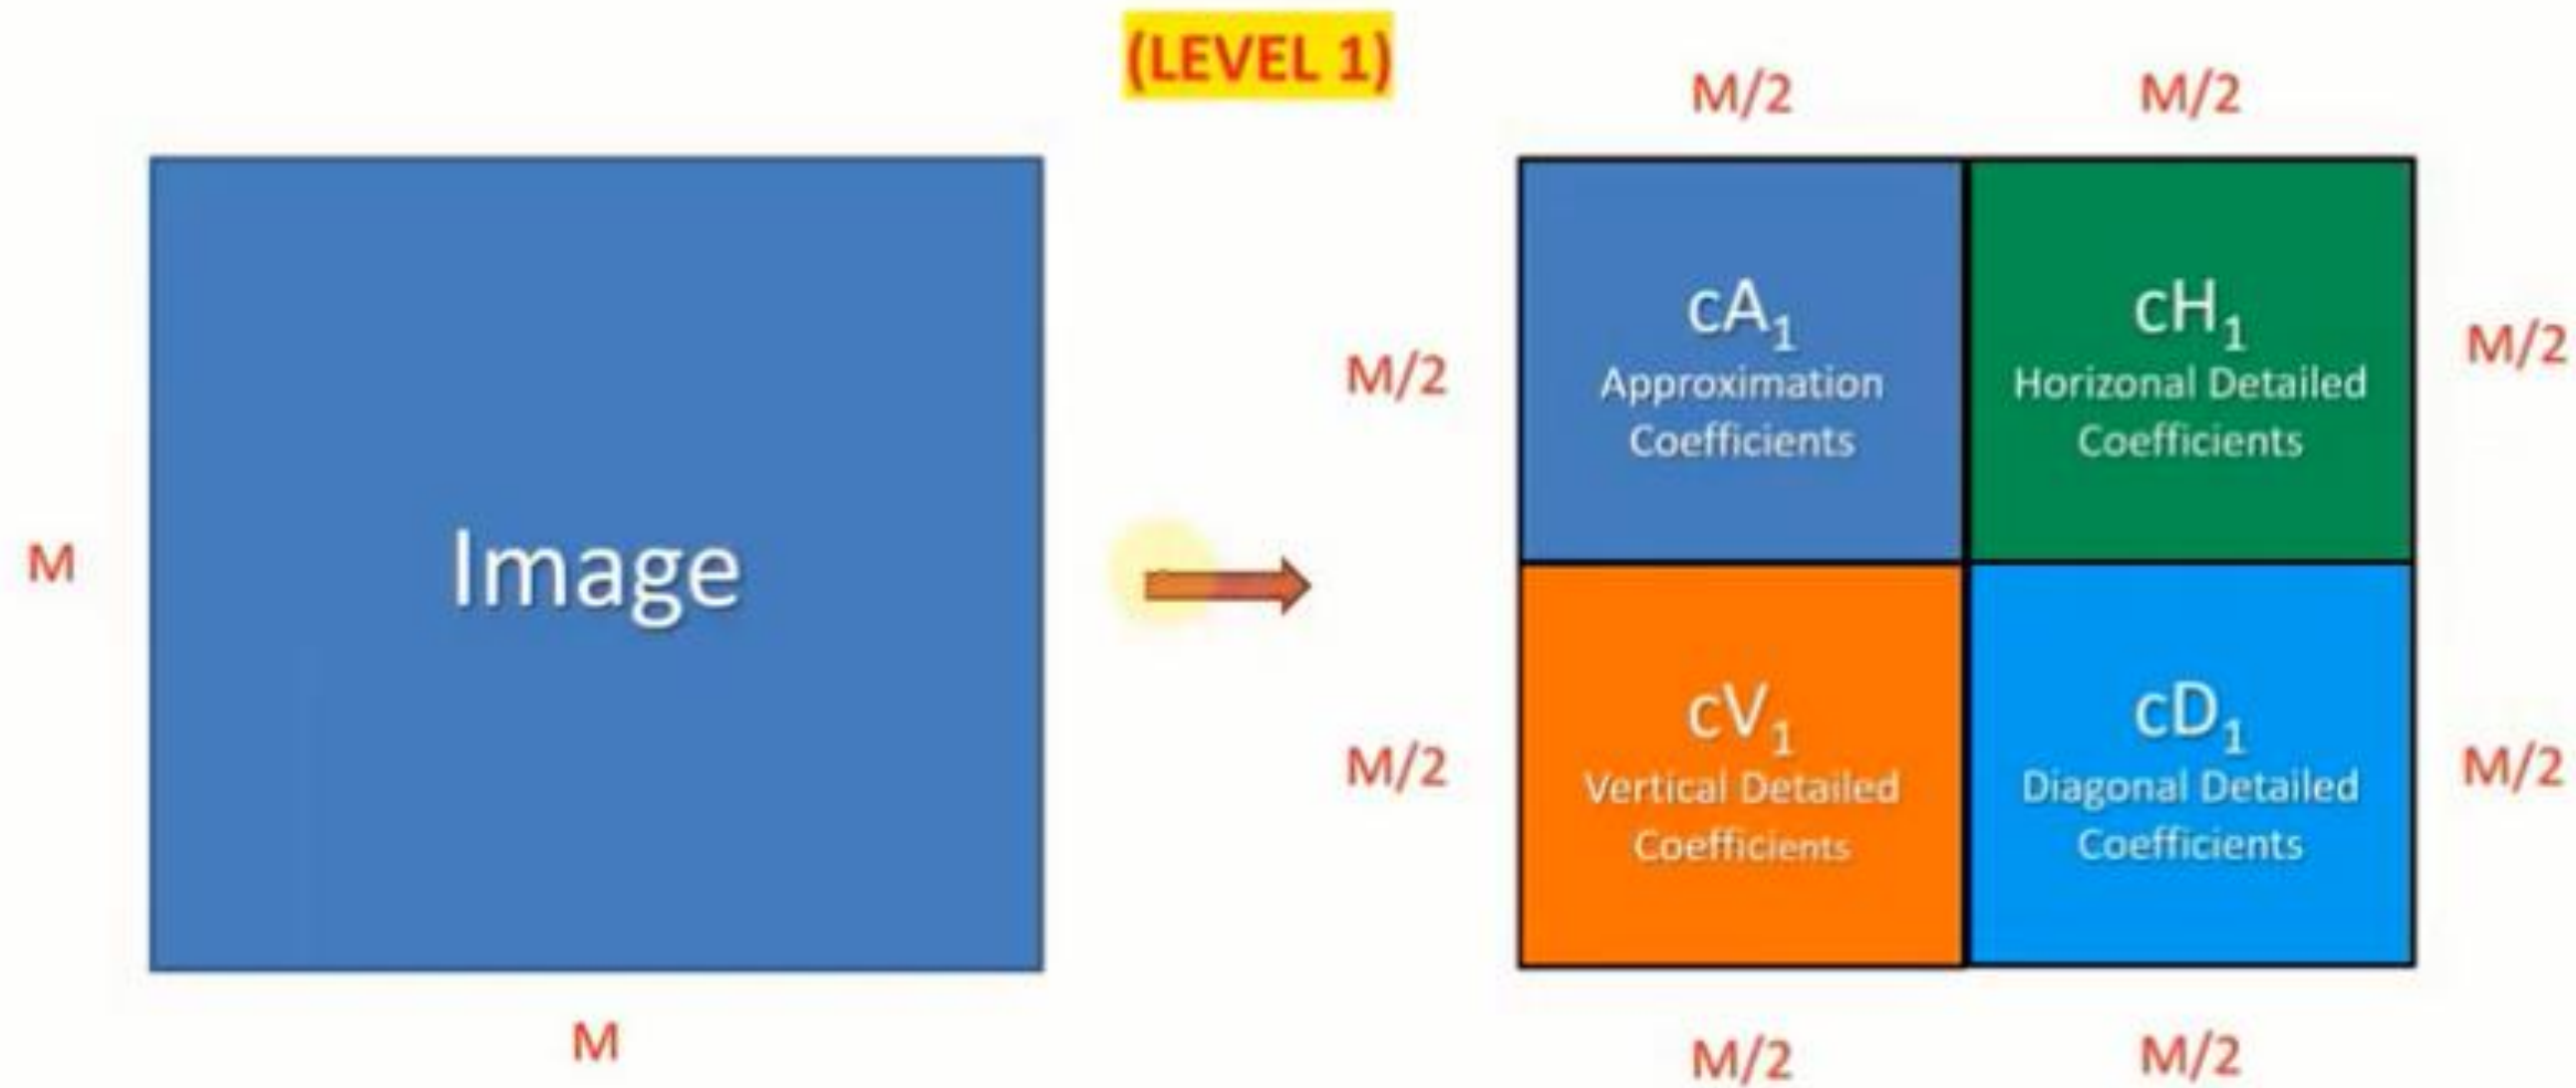 (LEVEL 1)
M/2 M/2
Image
M
M
M/2
cA1
Approximation
Coefficients
cH1
Horizonal Detailed
Coefficients
M/2
M/2
cV1
Vertical Detailed
Coefficients
cD1
Diagonal Detailed
Coefficients
M/2
M/2 M/2